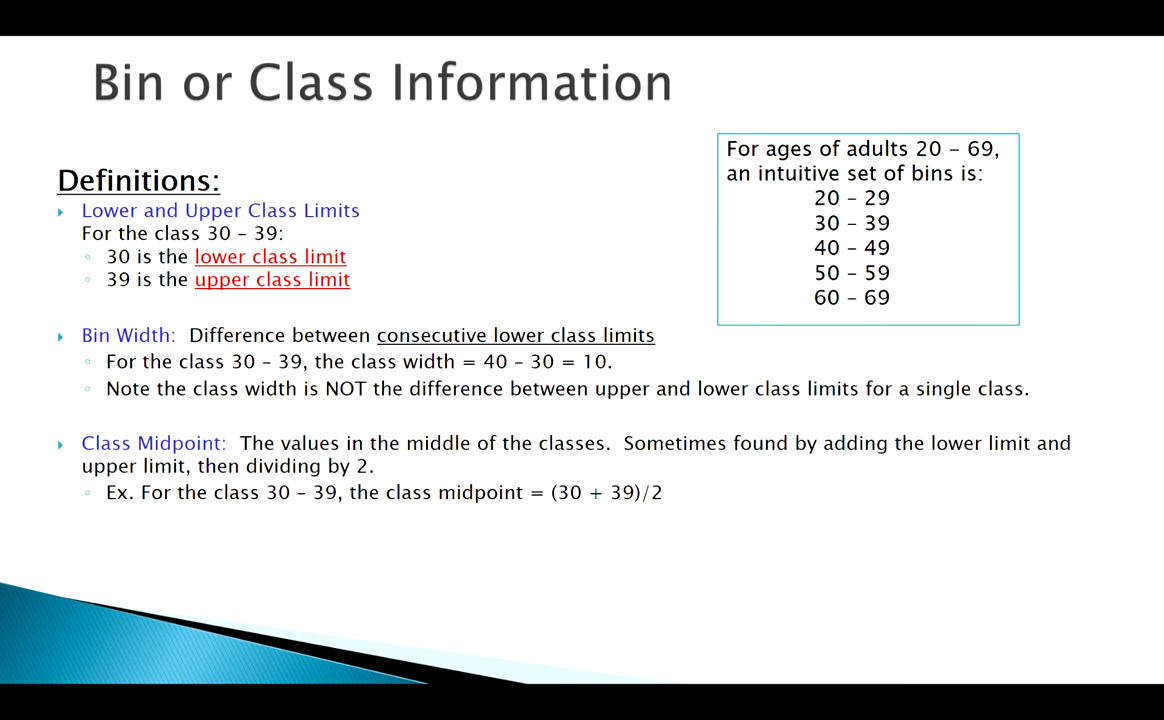 Bin or Class Information
For ages of adults 20 – 69,
an intuitive set of bins is:
20 – 29
30 – 39
40 – 49
50 – 59
60 – 69
Definitions:
Lower and Upper Class Limits
For the class 30 – 39:
30 is the lower class limit
39 is the upper class limit
Bin Width: Difference between consecutive lower class limits
For the class 30 – 39, the class width = 40 – 30 = 10.
Note the class width is NOT the difference between upper and lower class limits for a single class.
Class Midpoint: The values in the middle of the classes. Sometimes found by adding the lower limit and
upper limit, then dividing by 2.
Ex. For the class 30 – 39, the class midpoint = (30 + 39)/2